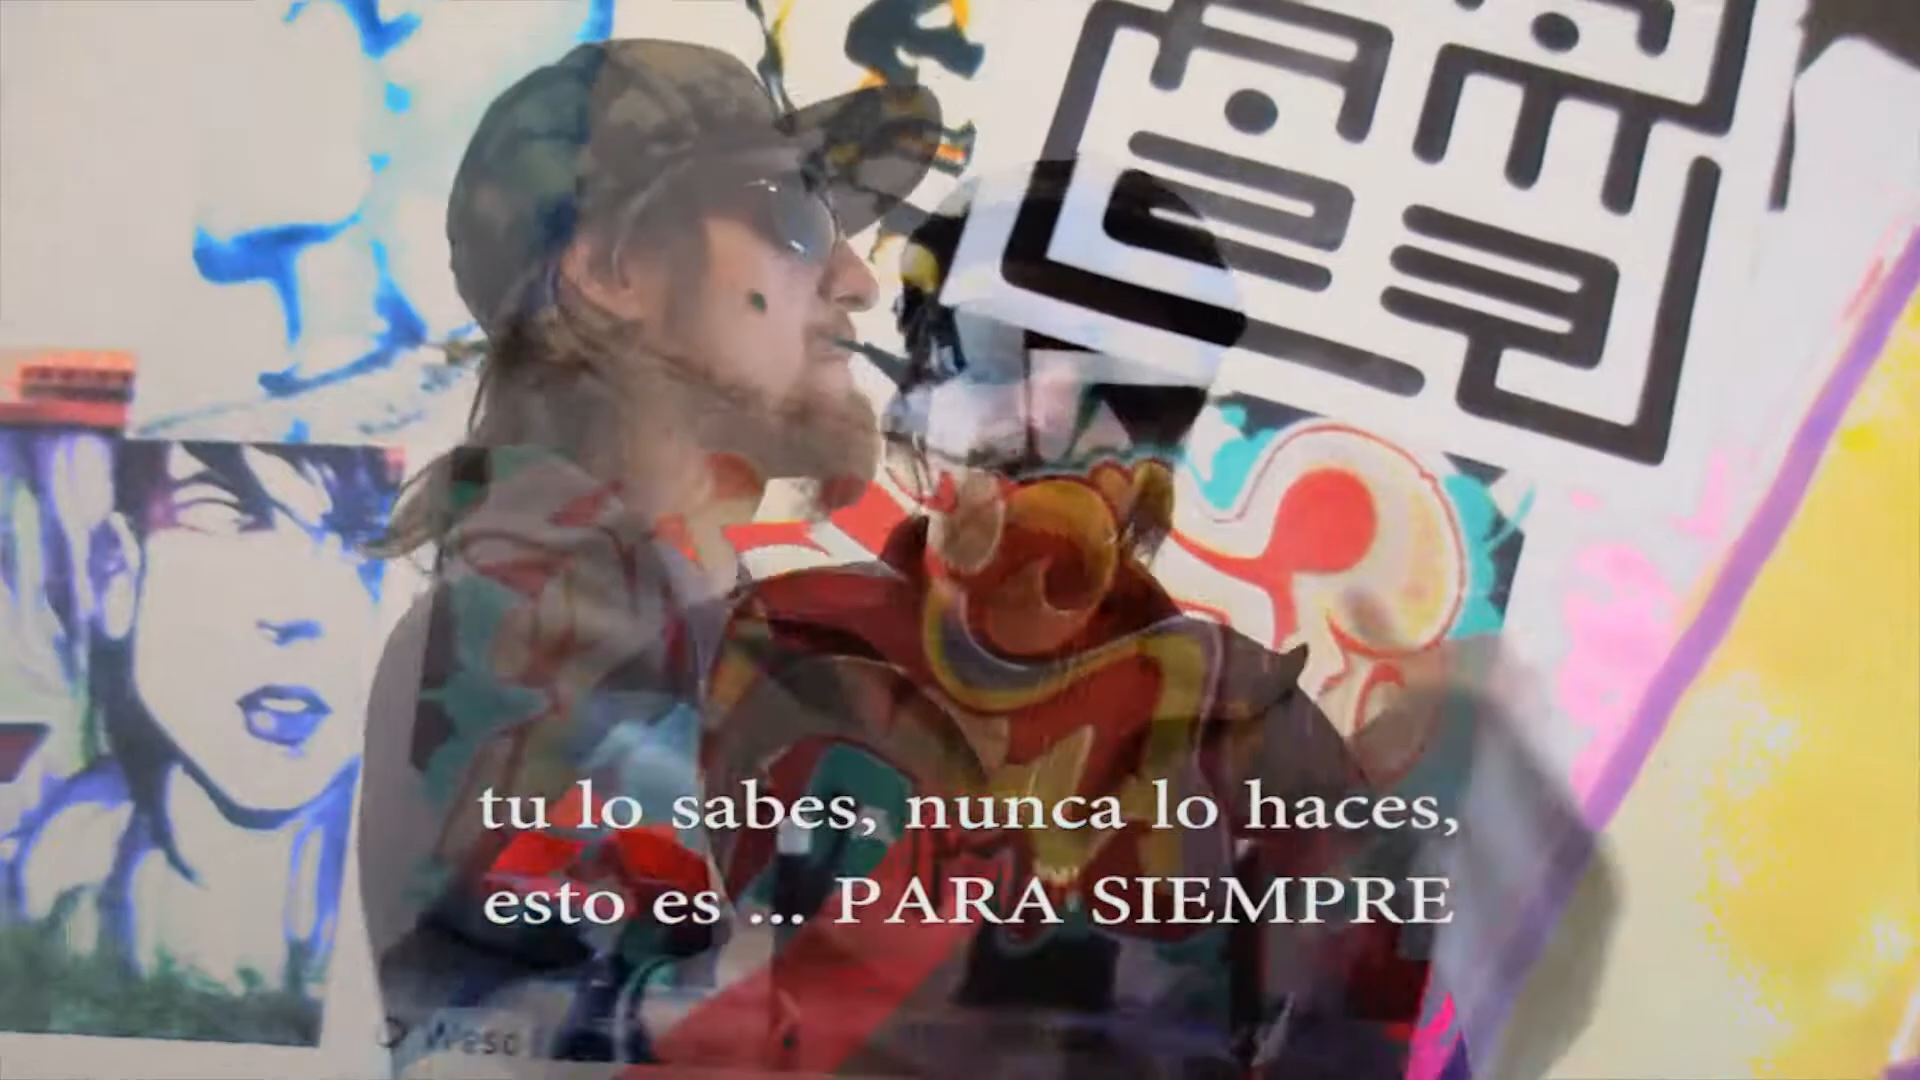 tu lo sabes, nunca lo haces,
esto es ... PARA SIEMPRE